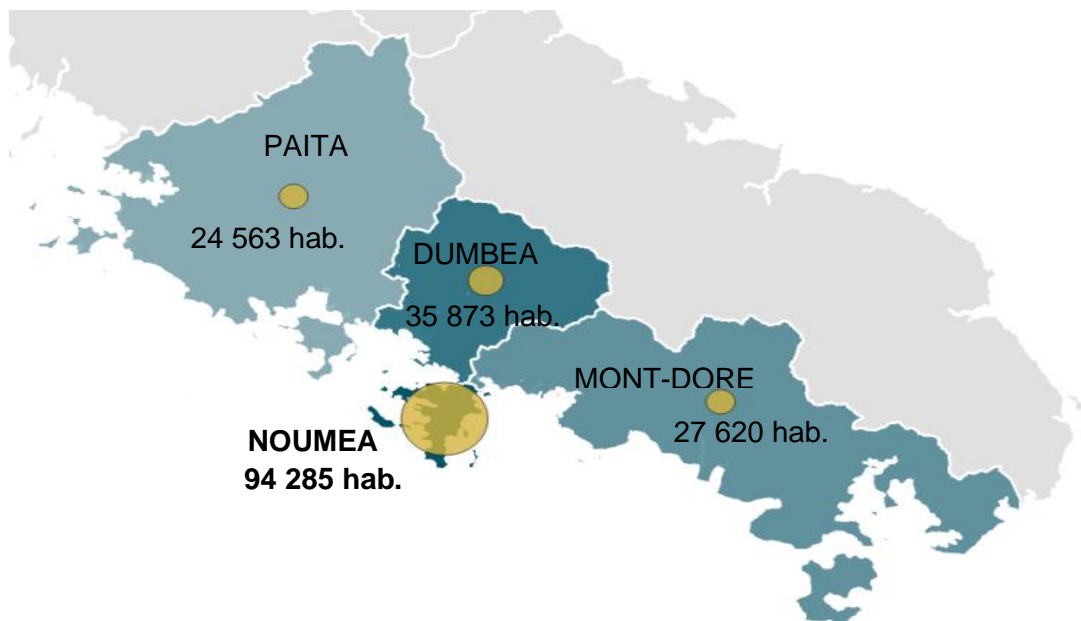 PAITA
24 563 hab.
DUMBEA
35 873 hab.
MONT-DORE
27 620 hab.
NOUMEA
94 285 hab.